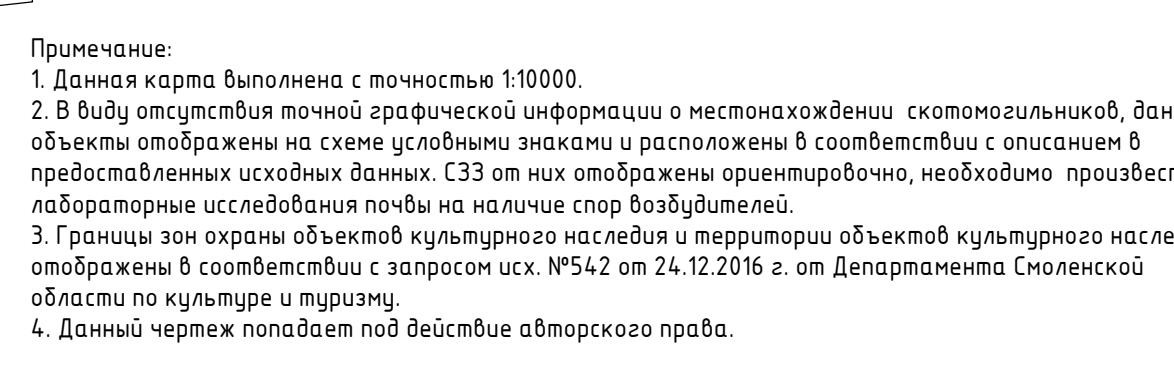 Примечание:
1. Данная карта выполнена с точностью 1:10000.
2. В виду отсутствия точной графической информации о местонахождении скотомогильников, дан
объекты отображены на схеме условными знаками и расположены в соответствии с описанием в
предоставленных исходных данных. СЗЗ от них отображены ориентировочно, необходимо произвест
лабораторные исследования почвы на наличие спор возбудителей.
3. Границы зон охраны объектов культурного наследия и территории объектов культурного насле
отображены в соответствии с запросом исх. №542 от 24.12.2016 г. от Департамента Смоленской
области по культуре и туризму.
4. Данный чертеж попадает под действие авторского права.